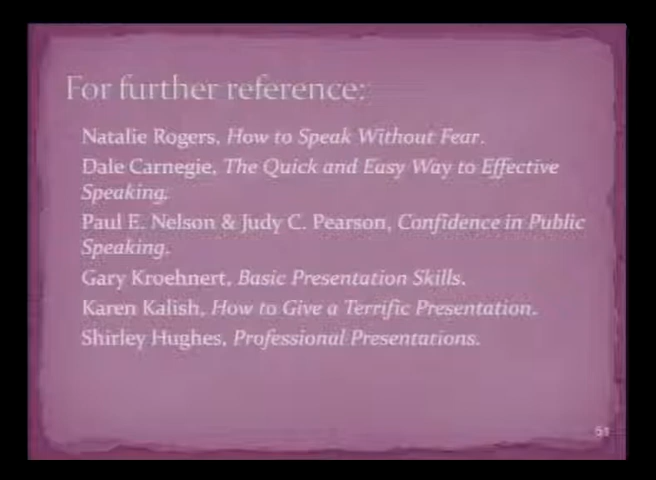 For further reference:
Natalie Rogers, How to Speak Without Fear.
Dale Carnegie, The Quick and Easy Way to Effective
Speaking.
Paul E. Nelson & Judy C. Pearson, Confidence in Public
Speaking.
Gary Kroehnert, Basic Presentation Skills.
Karen Kalish, How to Give a Terrific Presentation.
Shirley Hughes, Professional Presentations.
51